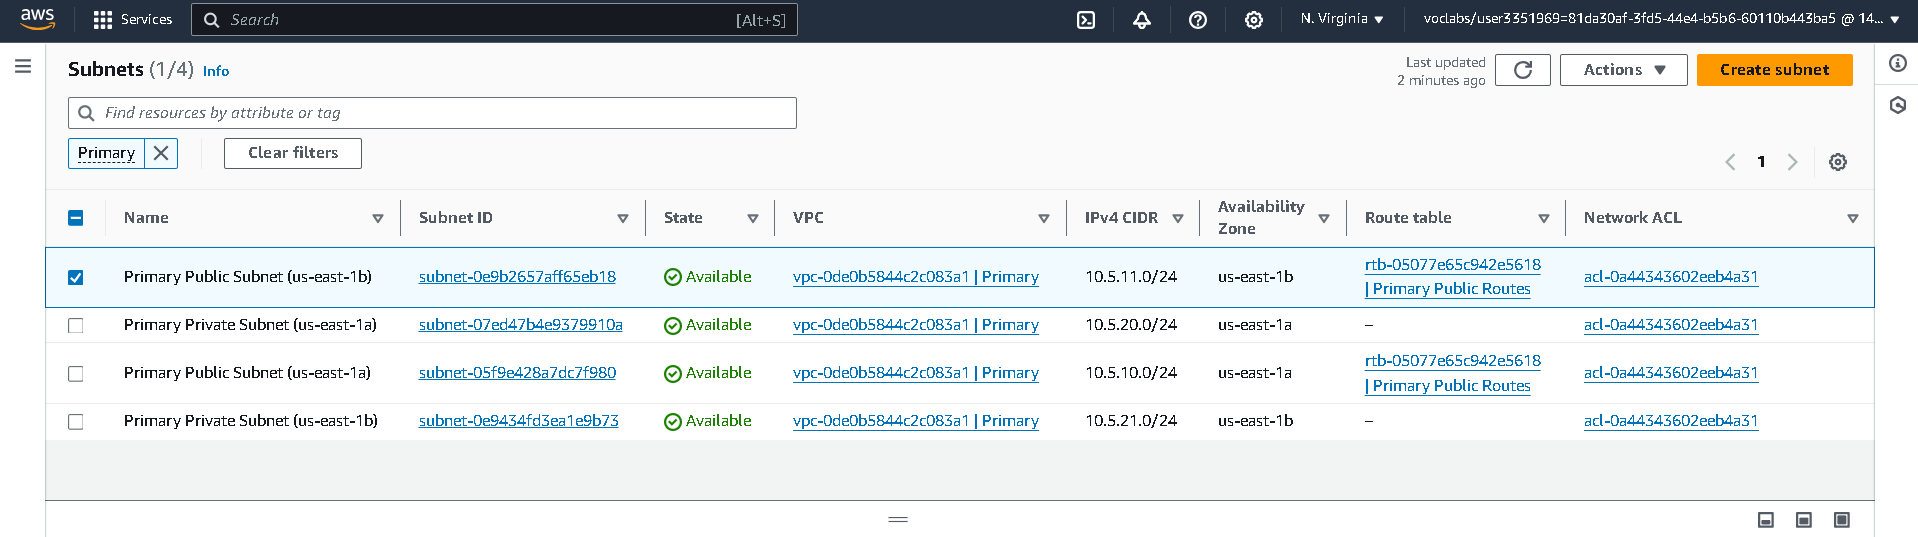 aws
Services
Search
[Alt+S]
N. Virginia
voclabs/user3351969=81da30af-3fd5-44e4-b5b6-60110b443ba5 @ 14...
Subnets (1/4) Info
Last updated
2 minutes ago
Actions
Create subnet
Find resources by attribute or tag
Primary
Clear filters
1
Name
Subnet ID
State
VPC
IPv4 CIDR
Availability
Zone
Route table
Network ACL
Primary Public Subnet (us-east-1b)
subnet-0e9b2657aff65eb18
Available
vpc-0de0b5844c2c083a1 | Primary
10.5.11.0/24
us-east-1b
rtb-05077e65c942e5618
| Primary Public Routes
acl-0a44343602eeb4a31
Primary Private Subnet (us-east-1a)
subnet-07ed47b4e9379910a
Available
vpc-0de0b5844c2c083a1 | Primary
10.5.20.0/24
us-east-1a
–
acl-0a44343602eeb4a31
Primary Public Subnet (us-east-1a)
subnet-05f9e428a7dc7f980
Available
vpc-0de0b5844c2c083a1 | Primary
10.5.10.0/24
us-east-1a
rtb-05077e65c942e5618
| Primary Public Routes
acl-0a44343602eeb4a31
Primary Private Subnet (us-east-1b)
subnet-0e9434fd3ea1e9b73
Available
vpc-0de0b5844c2c083a1 | Primary
10.5.21.0/24
us-east-1b
–
acl-0a44343602eeb4a31